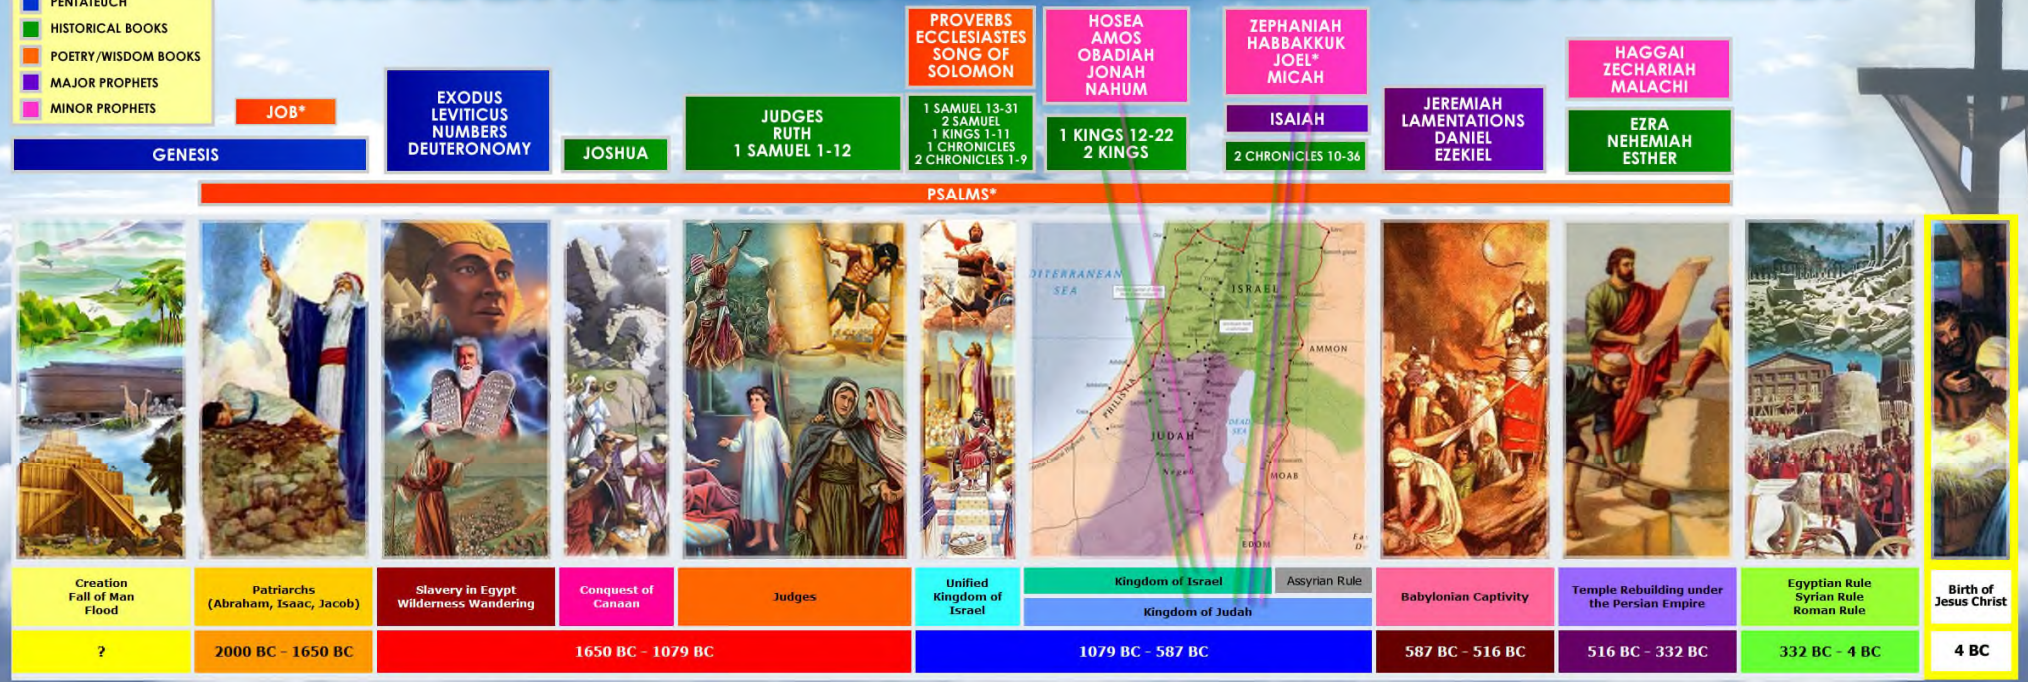 PENTATEUCH
HISTORICAL BOOKS
POETRY/WISDOM BOOKS
MAJOR PROPHETS
MINOR PROPHETS
GENESIS
JOB*
EXODUS
LEVITICUS
NUMBERS
DEUTERONOMY
JOSHUA
JUDGES
RUTH
1 SAMUEL 1-12
PROVERBS
ECCLESIASTES
SONG OF
SOLOMON
1 SAMUEL 13-31
2 SAMUEL
1 KINGS 1-11
1 CHRONICLES
2 CHRONICLES 1-9
HOSEA
AMOS
OBADIAH
JONAH
NAHUM
1 KINGS 12-22
2 KINGS
ZEPHANIAH
HABBAKKUK
JOEL*
MICAH
ISAIAH
2 CHRONICLES 10-36
JEREMIAH
LAMENTATIONS
DANIEL
EZEKIEL
HAGGAI
ZECHARIAH
MALACHI
EZRA
NEHEMIAH
ESTHER
PSALMS*
DITERRANEAN
SEA
ISRAEL
AMMON
PHILISTIA
JUDAH
DEAD
SEA
Negeb
MOAB
EDOM
Creation
Fall of Man
Flood
Patriarchs
(Abraham, Isaac, Jacob)
Slavery in Egypt
Wilderness Wandering
Conquest of
Canaan
Judges
Unified
Kingdom of
Israel
Kingdom of Israel
Assyrian Rule
Kingdom of Judah
Babylonian Captivity
Temple Rebuilding under
the Persian Empire
Egyptian Rule
Syrian Rule
Roman Rule
Birth of
Jesus Christ
?
2000 BC - 1650 BC
1650 BC - 1079 BC
1079 BC - 587 BC
587 BC - 516 BC
516 BC - 332 BC
332 BC - 4 BC
4 BC